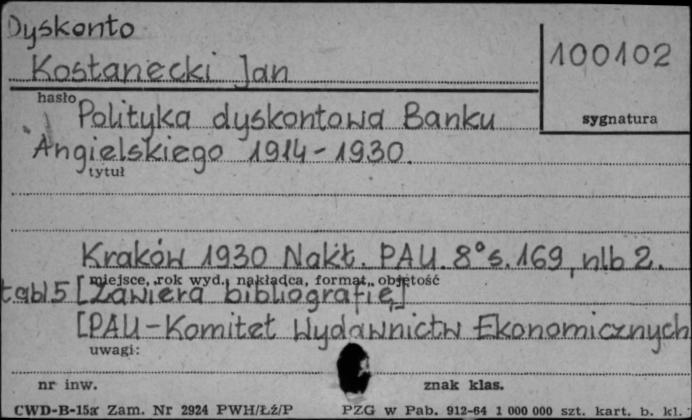 Dyskonto
Kostanecki Jan
100102
hasło
sygnatura
Polityka dyskontowa Banku
Angielskiego 1914-1930.
tytuł
Kraków 1930 Nakł. PAU. 8° s. 169, nlb 2.
miejsce, rok wyd., nakładca, format, objętość
tabl 5 [Zawiera bibliografię]
[PAU-Komitet Wydawnictw Ekonomicznych
uwagi:
nr inw.
znak klas.
CWD-B-15a Zam. Nr 2924 PWH/Łź/P PZG w Pab. 912-64 1 000 000 szt. kart. b. kl.